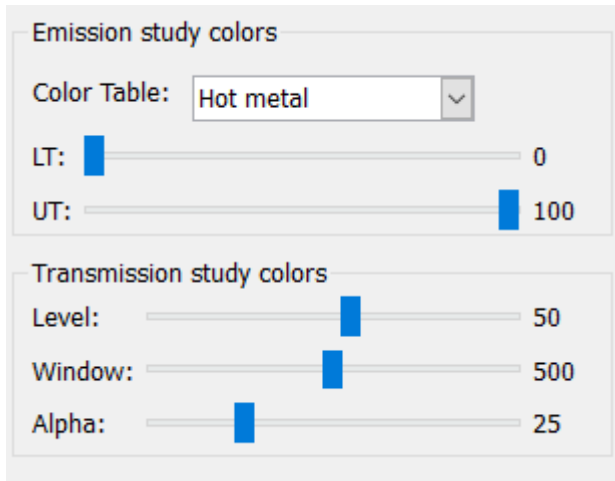 Emission study colors
Color Table: Hot metal
LT: 0
UT: 100
Transmission study colors
Level: 50
Window: 500
Alpha: 25